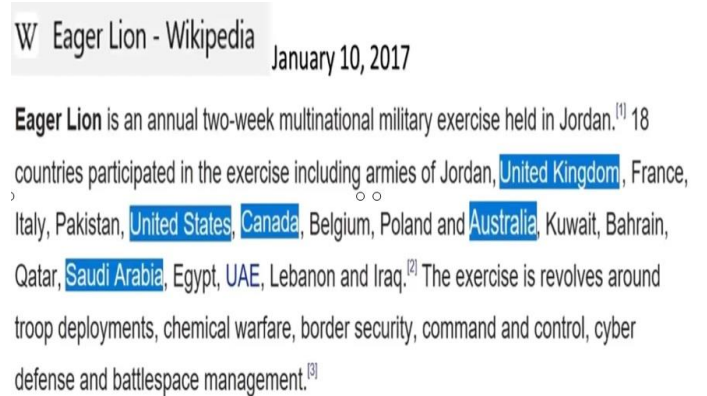 W Eager Lion - Wikipedia
January 10, 2017
Eager Lion is an annual two-week multinational military exercise held in Jordan.[1] 18
countries participated in the exercise including armies of Jordan, United Kingdom, France,
Italy, Pakistan, United States, Canada, Belgium, Poland and Australia, Kuwait, Bahrain,
Qatar, Saudi Arabia, Egypt, UAE, Lebanon and Iraq.[2] The exercise is revolves around
troop deployments, chemical warfare, border security, command and control, cyber
defense and battlespace management.[3]